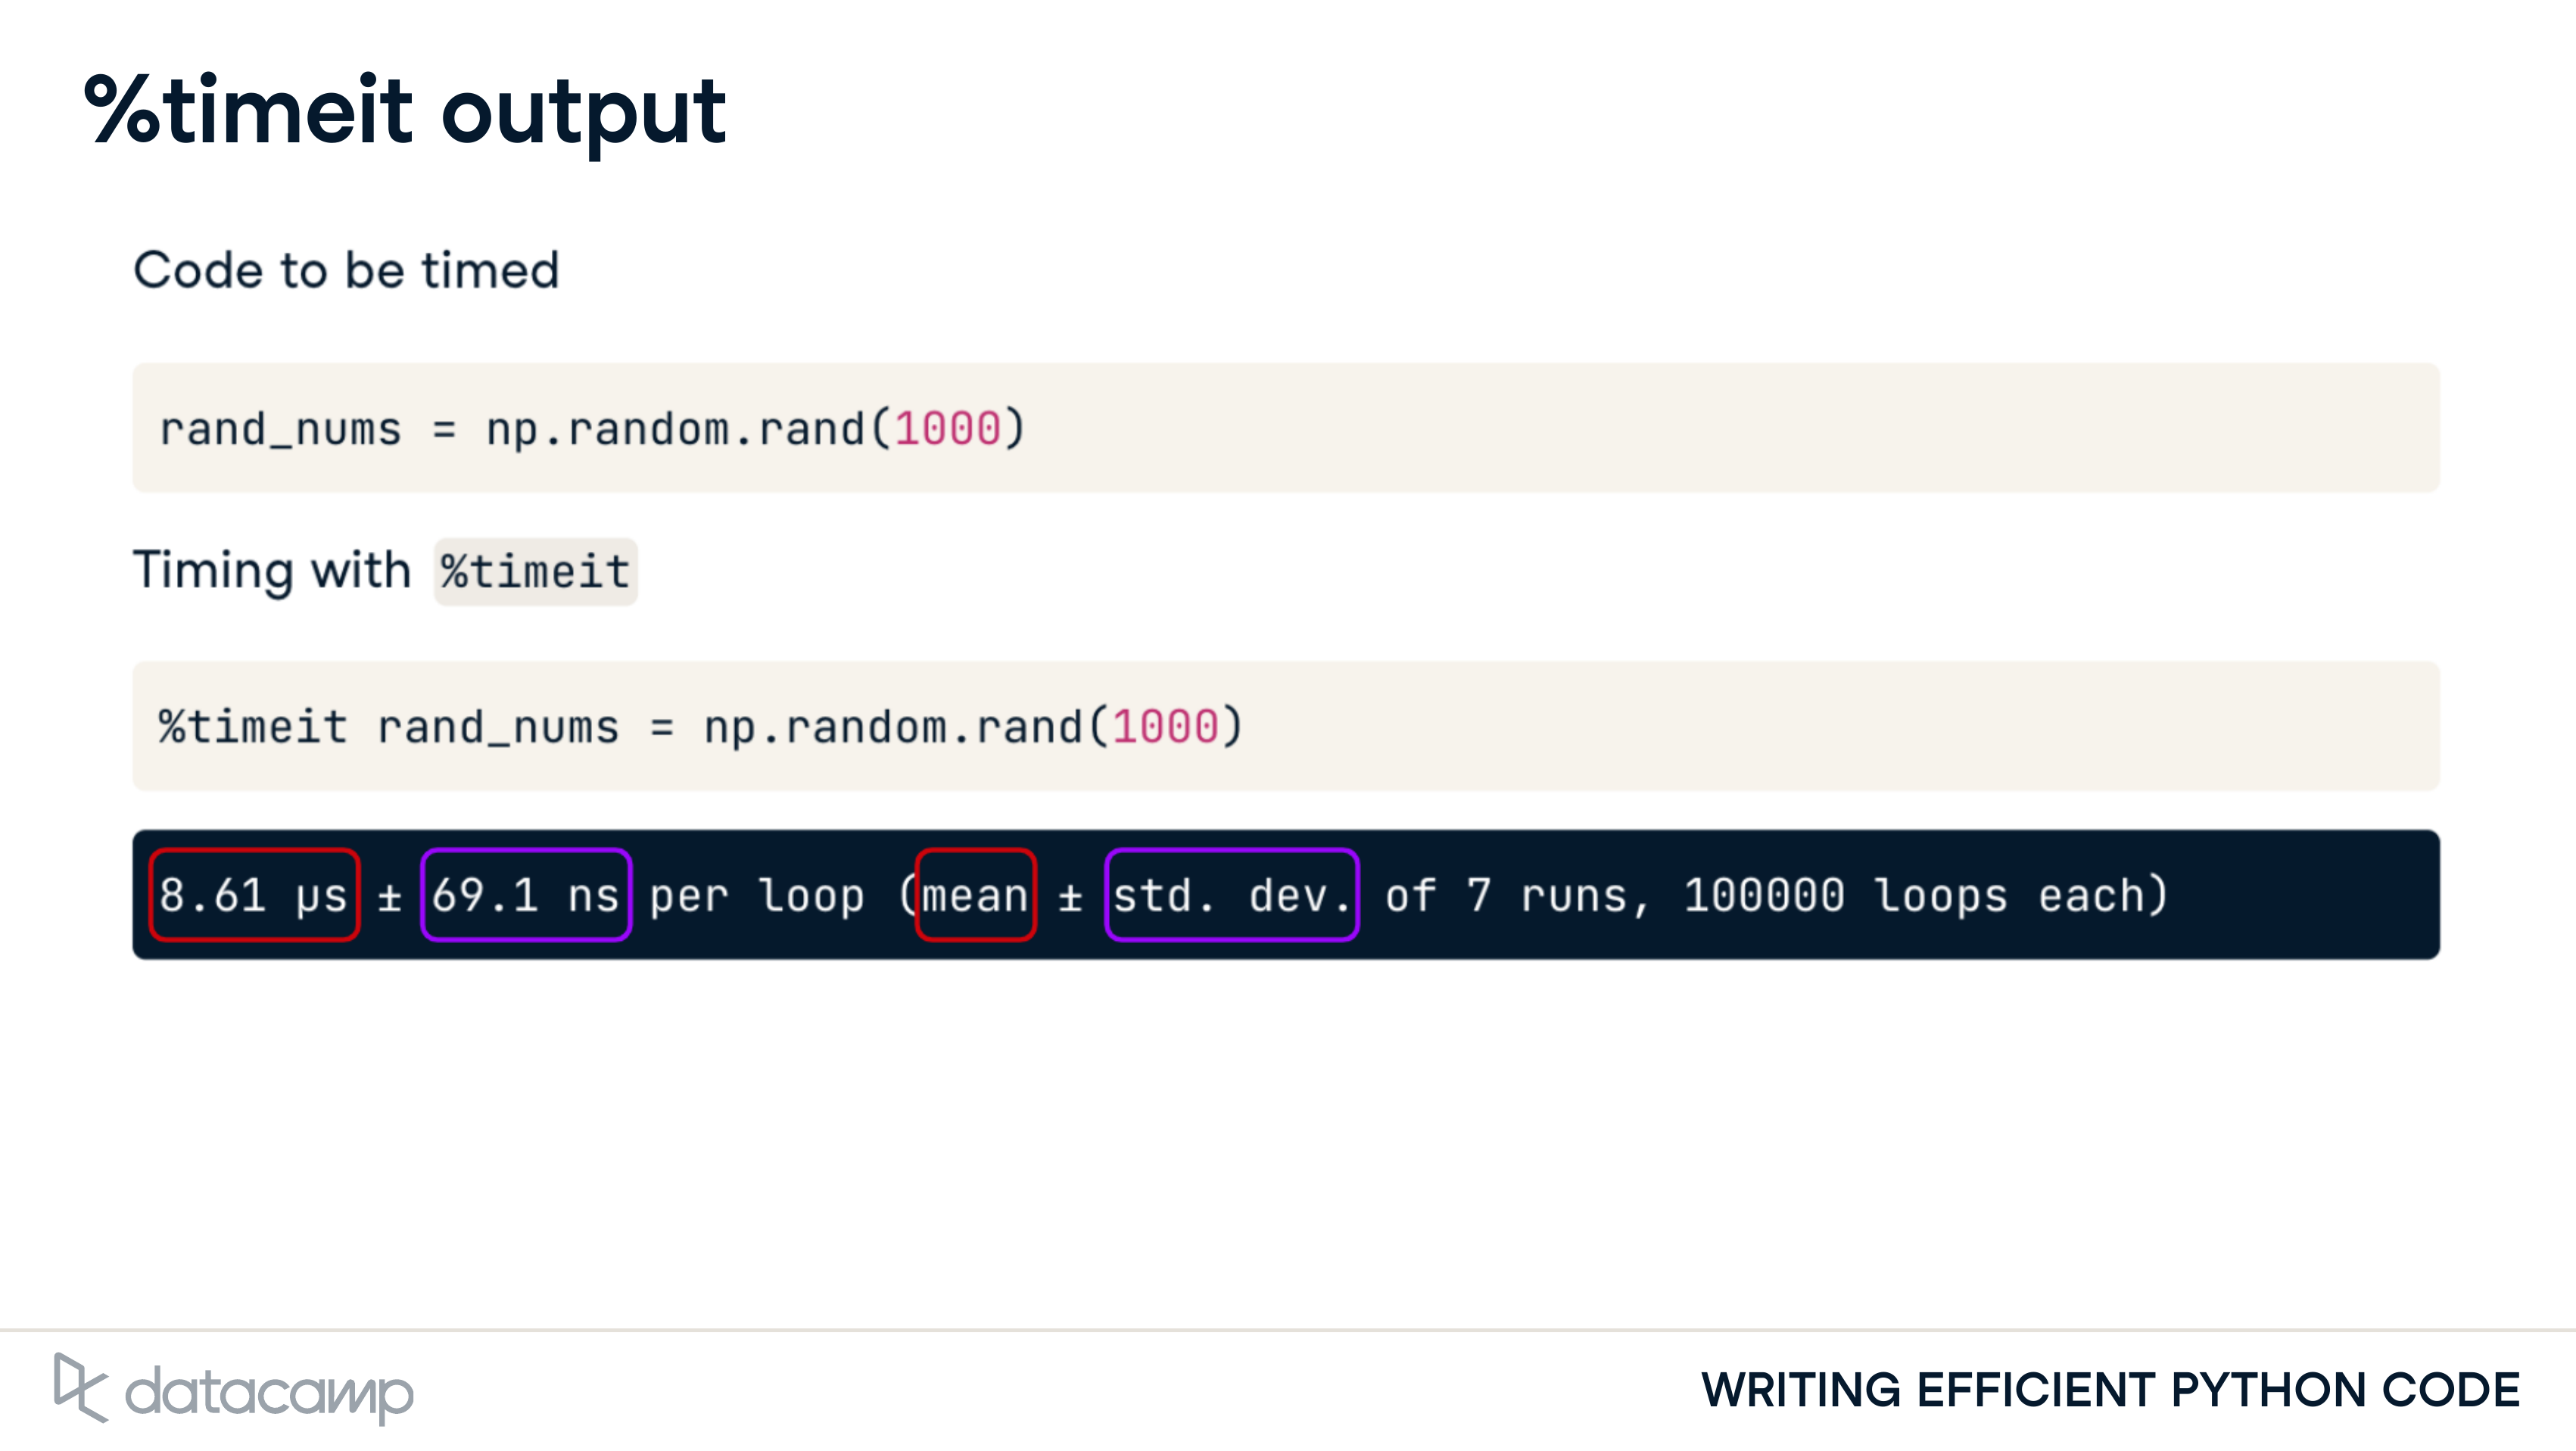 %timeit output
Code to be timed
rand_nums = np.random.rand(1000)
Timing with %timeit
%timeit rand_nums = np.random.rand(1000)
8.61 µs ± 69.1 ns per loop (mean ± std. dev. of 7 runs, 100000 loops each)
datacamp
WRITING EFFICIENT PYTHON CODE